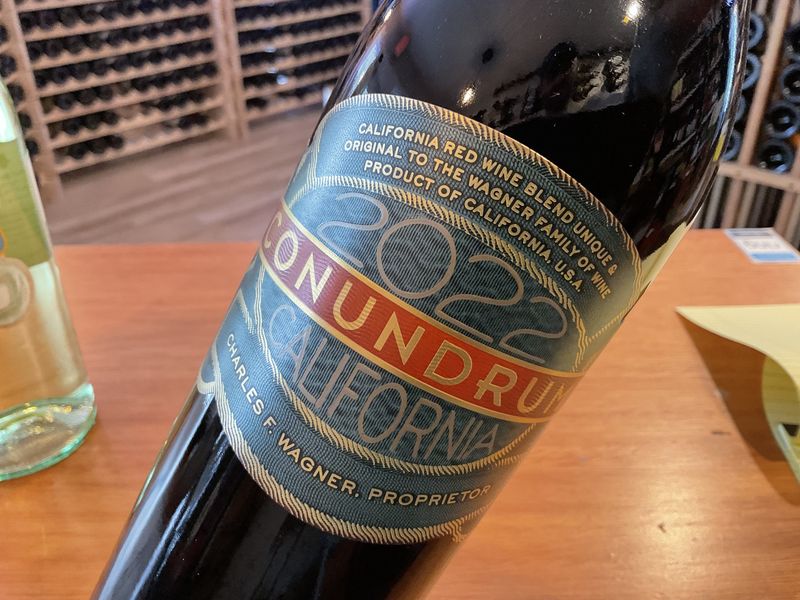 CALIFORNIA RED WINE BLEND UNIQUE &
ORIGINAL TO THE WAGNER FAMILY OF WINE
PRODUCT OF CALIFORNIA, U.S.A.
2022
CONUNDRUM
CALIFORNIA
CHARLES F. WAGNER, PROPRIETOR